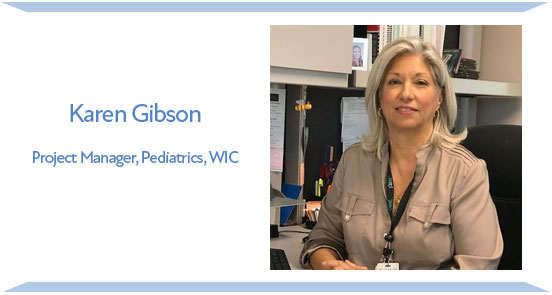 Karen Gibson
Project Manager, Pediatrics, WIC